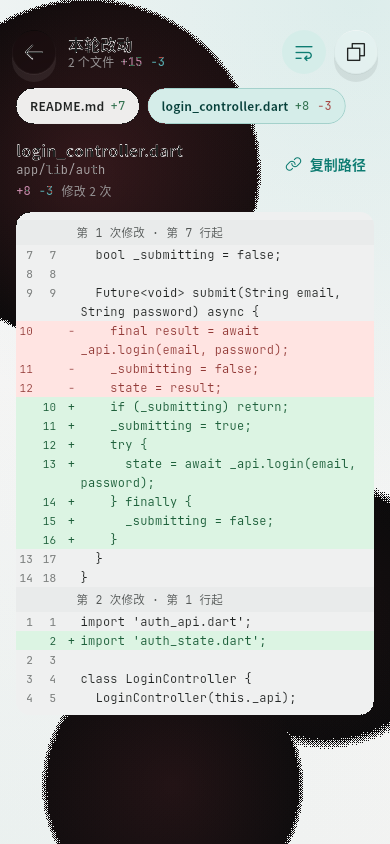 本轮改动
2 个文件 +15 -3
README.md +7
login_controller.dart +8 -3
login_controller.dart
app/lib/auth
复制路径
+8 -3 修改 2 次
第 1 次修改 · 第 7 行起
7 7 bool _submitting = false;
8 8
9 9 Future<void> submit(String email,
String password) async {
10 - final result = await
_api.login(email, password);
11 - _submitting = false;
12 - state = result;
10 + if (_submitting) return;
11 + _submitting = true;
12 + try {
13 + state = await _api.login(email,
password);
14 + } finally {
15 + _submitting = false;
16 + }
13 17 }
14 18 }
第 2 次修改 · 第 1 行起
1 1 import 'auth_api.dart';
2 + import 'auth_state.dart';
2 3
3 4 class LoginController {
4 5 LoginController(this._api);